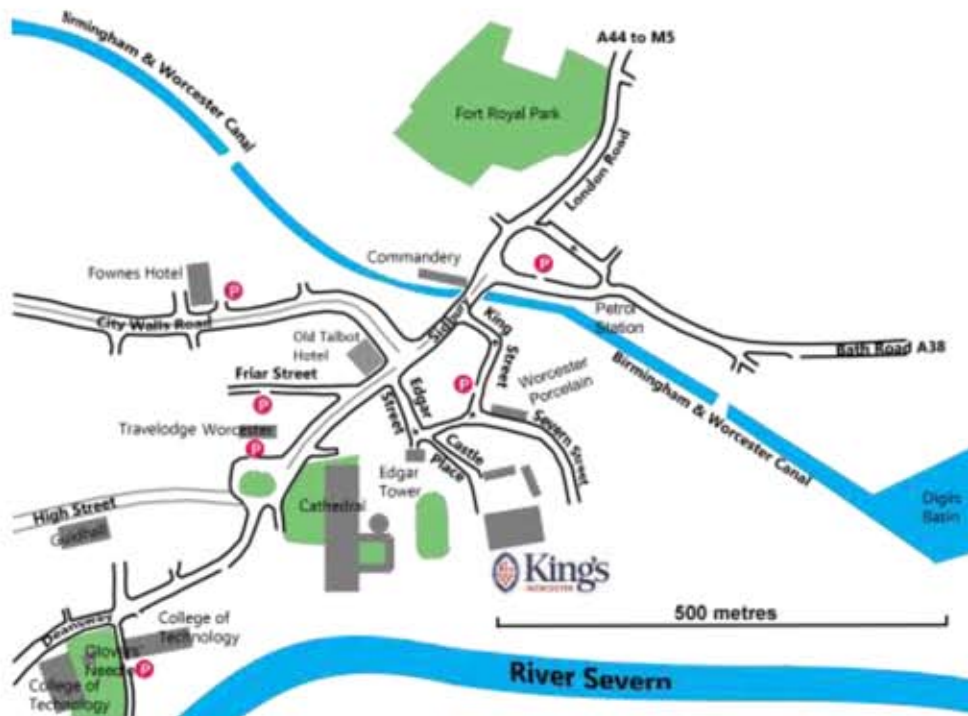 Birmingham & Worcester Canal
A44 to M5
Fort Royal Park
London Road
Commandery
P
Fownes Hotel
P
Petrol
Station
City Walls Road
Sidbury
King
Street
Old Talbot
Hotel
Bath Road A38
Friar Street
P
Edgar
Street
P
Worcester
Porcelain
Birmingham & Worcester Canal
Travelodge Worcester
P
Severn Street
Castle
Place
Edgar
Tower
High Street
Guidhall
Cathedral
Diglis
Basin
King's
WORCESTER
500 metres
Deansway
College of
Technology
Glovers
Needle
P
College of
Technology
River Severn